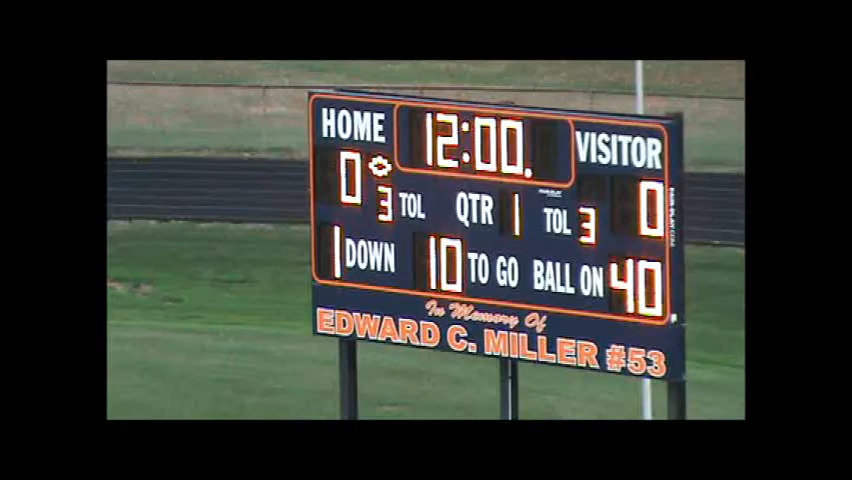 HOME 12:00. VISITOR
0 3 TOL QTR 1 TOL 3 0
1 DOWN 10 TO GO BALL ON 40
In Memory Of
EDWARD C. MILLER #53